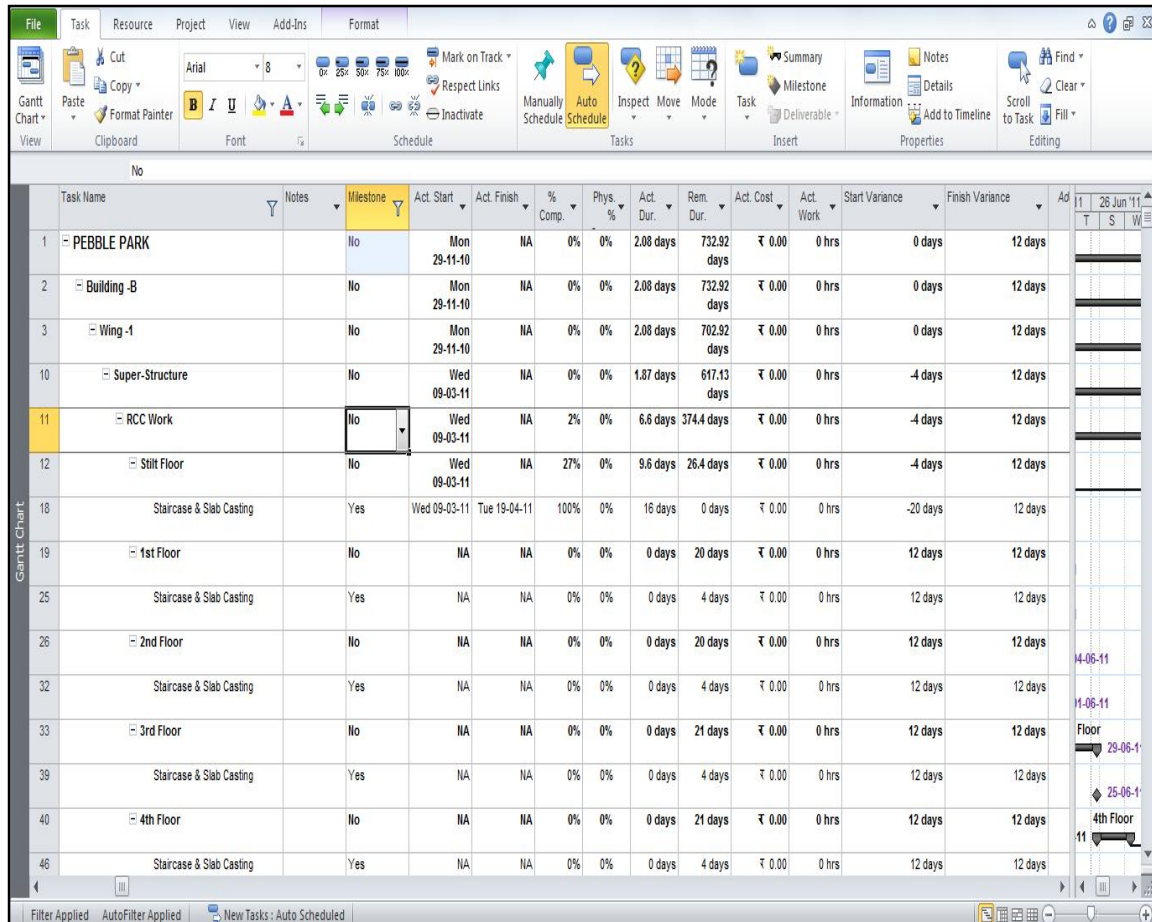 File Task Resource Project View Add-Ins Format
Cut
Copy
Format Painter
Paste
Gantt Chart
Arial 8
B I U A
0% 25% 50% 75% 100%
Mark on Track
Respect Links
Inactivate
Manually Schedule
Auto Schedule
Inspect Move Mode
Task
Summary
Milestone
Deliverable
Information
Notes
Details
Add to Timeline
Scroll to Task
Find
Clear
Fill
View Clipboard Font Schedule Tasks Insert Properties Editing
No
Task Name Notes Milestone Act. Start Act. Finish % Comp. Phys. % Act. Dur. Rem. Dur. Act. Cost Act. Work Start Variance Finish Variance 11 26 Jun '11
T S W
1 PEBBLE PARK No Mon 29-11-10 NA 0% 0% 2.08 days 732.92 days ₹ 0.00 0 hrs 0 days 12 days
2 Building -B No Mon 29-11-10 NA 0% 0% 2.08 days 732.92 days ₹ 0.00 0 hrs 0 days 12 days
3 Wing -1 No Mon 29-11-10 NA 0% 0% 2.08 days 702.92 days ₹ 0.00 0 hrs 0 days 12 days
10 Super-Structure No Wed 09-03-11 NA 0% 0% 1.87 days 617.13 days ₹ 0.00 0 hrs -4 days 12 days
11 RCC Work No Wed 09-03-11 NA 2% 0% 6.6 days 374.4 days ₹ 0.00 0 hrs -4 days 12 days
12 Stilt Floor No Wed 09-03-11 NA 27% 0% 9.6 days 26.4 days ₹ 0.00 0 hrs -4 days 12 days
18 Staircase & Slab Casting Yes Wed 09-03-11 Tue 19-04-11 100% 0% 16 days 0 days ₹ 0.00 0 hrs -20 days 12 days
19 1st Floor No NA NA 0% 0% 0 days 20 days ₹ 0.00 0 hrs 12 days 12 days
25 Staircase & Slab Casting Yes NA NA 0% 0% 0 days 4 days ₹ 0.00 0 hrs 12 days 12 days
26 2nd Floor No NA NA 0% 0% 0 days 20 days ₹ 0.00 0 hrs 12 days 12 days 04-06-11
32 Staircase & Slab Casting Yes NA NA 0% 0% 0 days 4 days ₹ 0.00 0 hrs 12 days 12 days 01-06-11
33 3rd Floor No NA NA 0% 0% 0 days 21 days ₹ 0.00 0 hrs 12 days 12 days Floor 29-06-1
39 Staircase & Slab Casting Yes NA NA 0% 0% 0 days 4 days ₹ 0.00 0 hrs 12 days 12 days 25-06-1
40 4th Floor No NA NA 0% 0% 0 days 21 days ₹ 0.00 0 hrs 12 days 12 days 4th Floor -11
46 Staircase & Slab Casting Yes NA NA 0% 0% 0 days 4 days ₹ 0.00 0 hrs 12 days 12 days
Gantt Chart
Filter Applied AutoFilter Applied New Tasks : Auto Scheduled